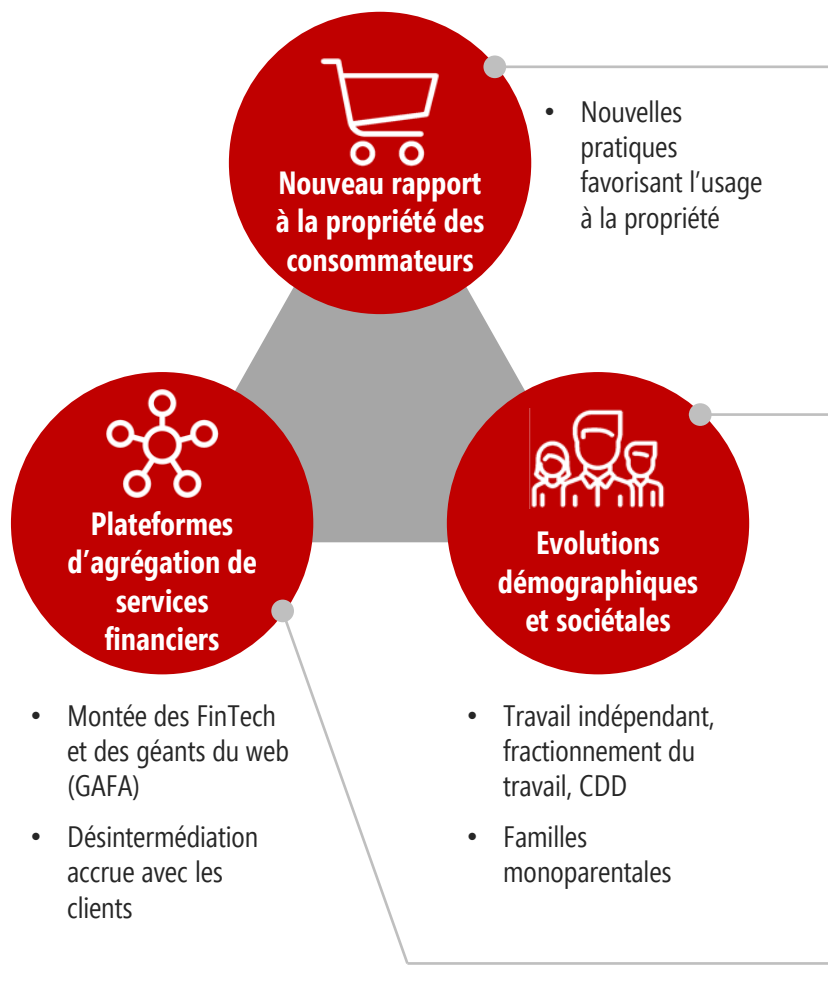 Nouveau rapport
à la propriété des
consommateurs
• Nouvelles
pratiques
favorisant l'usage
à la propriété
Plateformes
d'agrégation de
services
financiers
• Montée des FinTech
et des géants du web
(GAFA)
• Désintermédiation
accrue avec les
clients
Evolutions
démographiques
et sociétales
• Travail indépendant,
fractionnement du
travail, CDD
• Familles
monoparentales